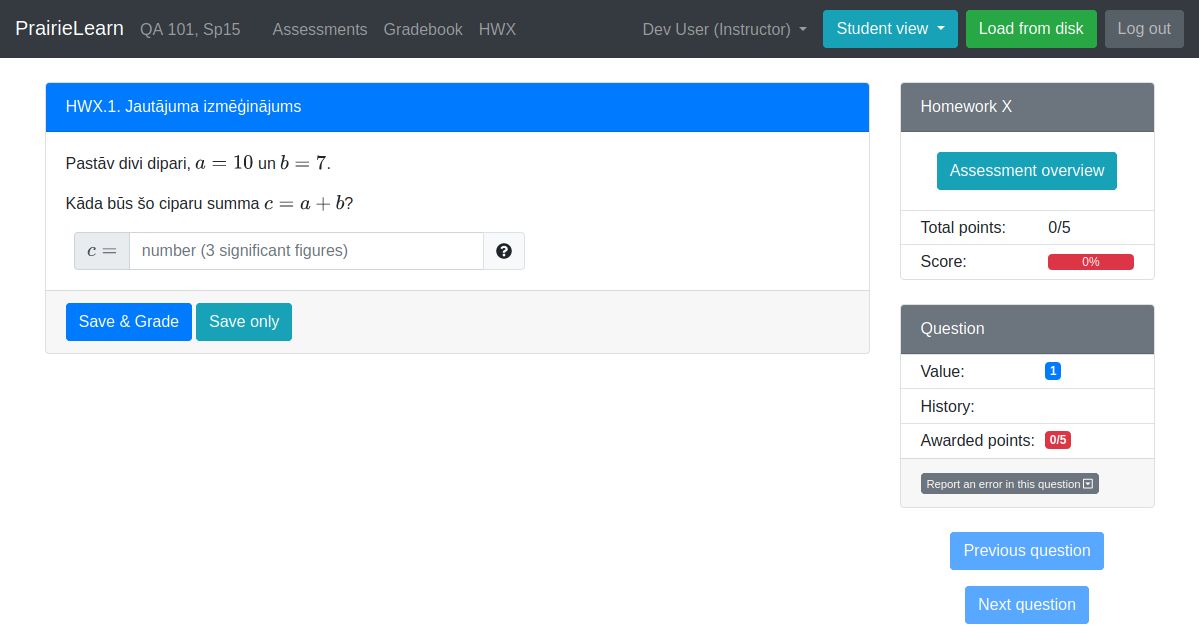 PrairieLearn QA 101, Sp15 Assessments Gradebook HWX Dev User (Instructor) Student view Load from disk Log out
HWX.1. Jautājuma izmēģinājums
Pastāv divi dipari, a = 10 un b = 7.
Kāda būs šo ciparu summa c = a + b?
c = number (3 significant figures)
Save & Grade Save only
Homework X
Assessment overview
Total points: 0/5
Score: 0%
Question
Value: 1
History:
Awarded points: 0/5
Report an error in this question
Previous question
Next question